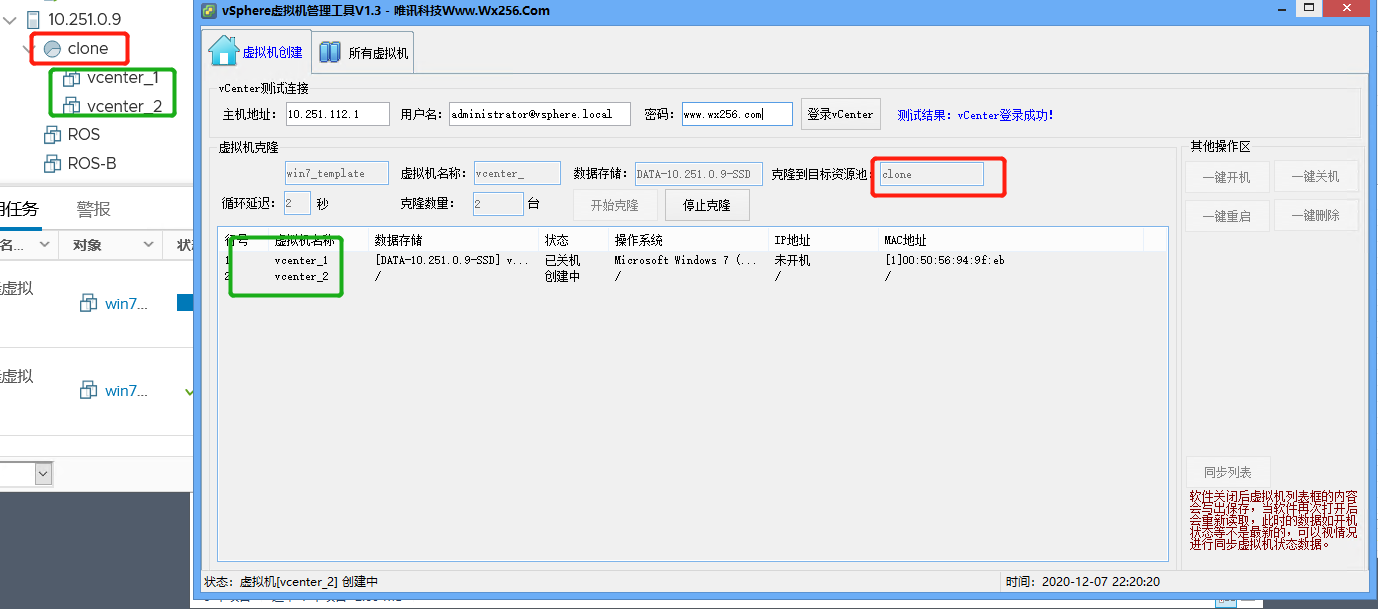 10.251.0.9
clone
vcenter_1
vcenter_2
ROS
ROS-B
任务
警报
名...
对象
状
虚拟
win7...
虚拟
win7...
vSphere虚拟机管理工具V1.3 - 唯讯科技Www.Wx256.Com
虚拟机创建
所有虚拟机
vCenter测试连接
主机地址: 10.251.112.1 用户名: administrator@vsphere.local 密码: www.wx256.com 登录vCenter 测试结果: vCenter登录成功!
虚拟机克隆
win7_template 虚拟机名称: vcenter_ 数据存储: DATA-10.251.0.9-SSD 克隆到目标资源池: clone
循环延迟: 2 秒 克隆数量: 2 台 开始克隆 停止克隆
行号 虚拟机名称 数据存储 状态 操作系统 IP地址 MAC地址
1 vcenter_1 [DATA-10.251.0.9-SSD] v... 已关机 Microsoft Windows 7 (... 未开机 [1]00:50:56:94:9f:eb
2 vcenter_2 / 创建中 / / /
其他操作区
一键开机 一键关机
一键重启 一键删除
同步列表
软件关闭后虚拟机列表框的内容
会写出保存，当软件再次打开后
会重新读取，此时的数据如开机
状态等不是最新的，可以视情况
进行同步虚拟机状态数据。
状态: 虚拟机[vcenter_2] 创建中
时间: 2020-12-07 22:20:20